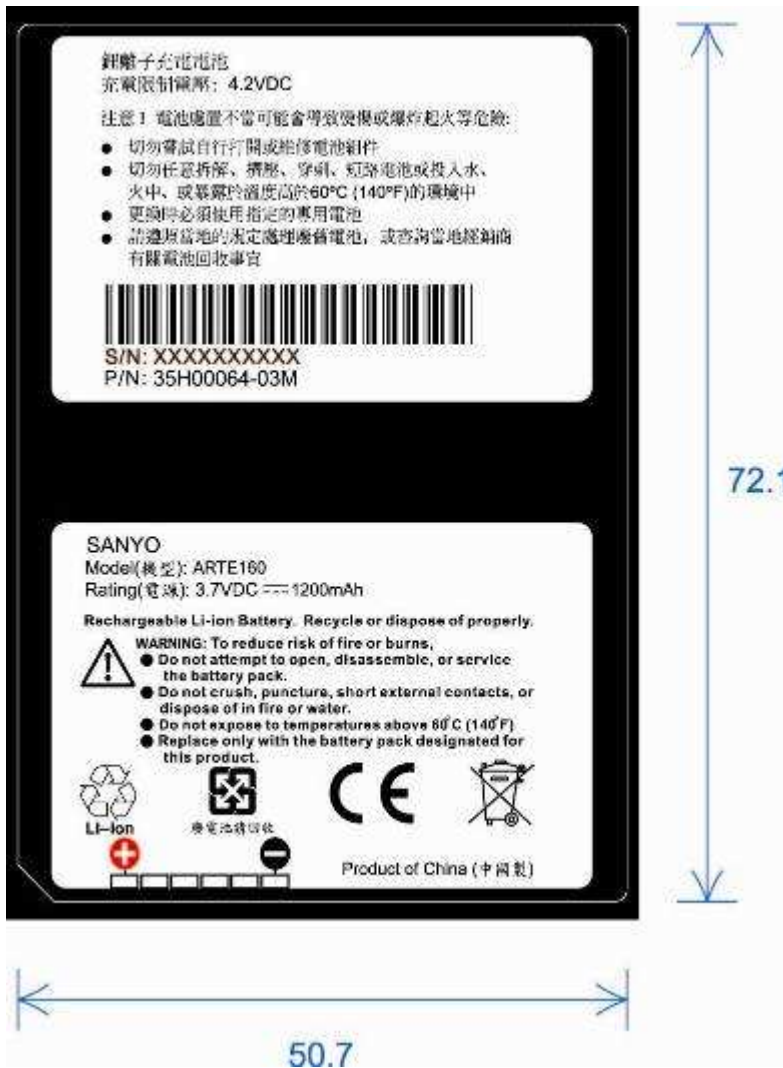 鋰離子充電電池
充電限制電壓: 4.2VDC
注意! 電池處置不當可能會導致燙傷或爆炸起火等危險:
● 切勿嘗試自行打開或維修電池組件
● 切勿任意拆解、擠壓、穿刺、短路電池或投入水、
火中、或暴露於溫度高於60°C (140°F)的環境中
● 更換時必須使用指定的專用電池
● 請遵照當地的規定處理廢舊電池, 或咨詢當地經銷商
有關電池回收事宜
S/N: XXXXXXXXXX
P/N: 35H00064-03M
72.1
SANYO
Model(機型): ARTE160
Rating(電源): 3.7VDC ⎓ 1200mAh
Rechargeable Li-ion Battery. Recycle or dispose of properly.
WARNING: To reduce risk of fire or burns,
● Do not attempt to open, disassemble, or service
the battery pack.
● Do not crush, puncture, short external contacts, or
dispose of in fire or water.
● Do not expose to temperatures above 60°C (140°F)
● Replace only with the battery pack designated for
this product.
CE
Li-ion
廢電池請回收
Product of China (中國製)
50.7